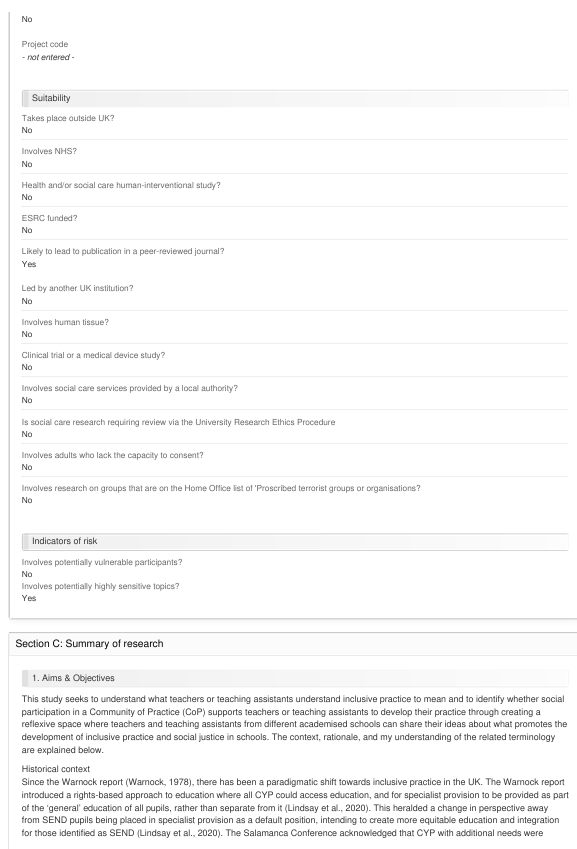 No
Project code
- not entered -
Suitability
Takes place outside UK?
No
Involves NHS?
No
Health and/or social care human-interventional study?
No
ESRC funded?
No
Likely to lead to publication in a peer-reviewed journal?
Yes
Led by another UK institution?
No
Involves human tissue?
No
Clinical trial or a medical device study?
No
Involves social care services provided by a local authority?
No
Is social care research requiring review via the University Research Ethics Procedure
No
Involves adults who lack the capacity to consent?
No
Involves research on groups that are on the Home Office list of 'Proscribed terrorist groups or organisations?
No
Indicators of risk
Involves potentially vulnerable participants?
No
Involves potentially highly sensitive topics?
Yes
Section C: Summary of research
1. Aims & Objectives
This study seeks to understand what teachers or teaching assistants understand inclusive practice to mean and to identify whether social
participation in a Community of Practice (CoP) supports teachers or teaching assistants to develop their practice through creating a
reflexive space where teachers and teaching assistants from different academised schools can share their ideas about what promotes the
development of inclusive practice and social justice in schools. The context, rationale, and my understanding of the related terminology
are explained below.
Historical context
Since the Warnock report (Warnock, 1978), there has been a paradigmatic shift towards inclusive practice in the UK. The Warnock report
introduced a rights-based approach to education where all CYP could access education, and for specialist provision to be provided as part
of the 'general' education of all pupils, rather than separate from it (Lindsay et al., 2020). This heralded a change in perspective away
from SEND pupils being placed in specialist provision as a default position, intending to create more equitable education and integration
for those identified as SEND (Lindsay et al., 2020). The Salamanca Conference acknowledged that CYP with additional needs were